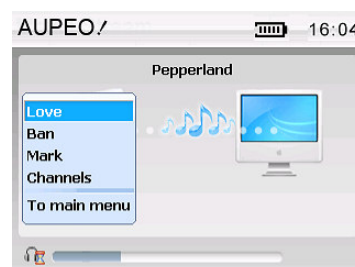 AUPEO! 16:04
Pepperland
Love
Ban
Mark
Channels
To main menu